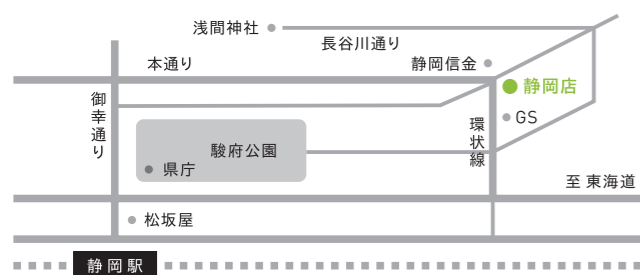 浅間神社
長谷川通り
本通り
静岡信金
静岡店
御幸通り
GS
環状線
駿府公園
県庁
至 東海道
松坂屋
静岡駅